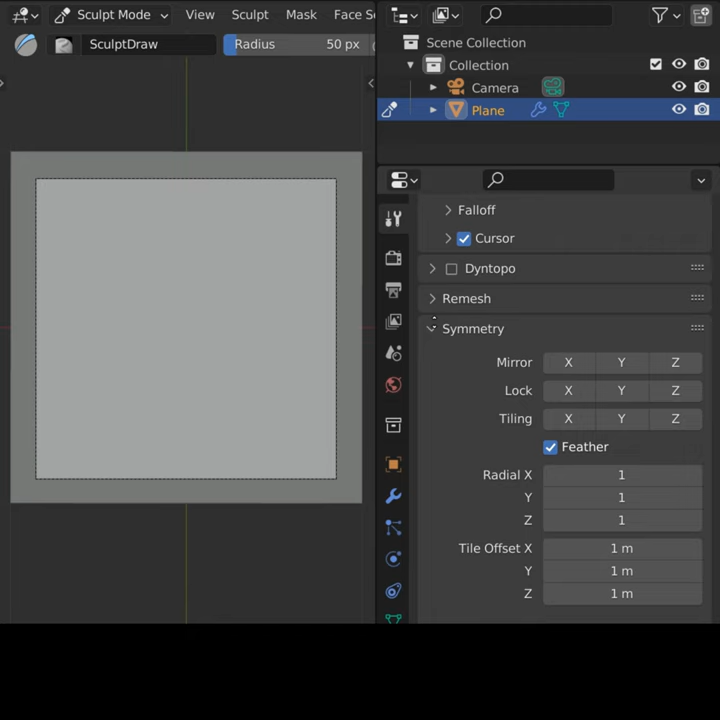 Sculpt Mode View Sculpt Mask Face S
SculptDraw Radius 50 px
Scene Collection
Collection
Camera
Plane
Falloff
Cursor
Dyntopo
Remesh
Symmetry
Mirror X Y Z
Lock X Y Z
Tiling X Y Z
Feather
Radial X 1
Y 1
Z 1
Tile Offset X 1 m
Y 1 m
Z 1 m